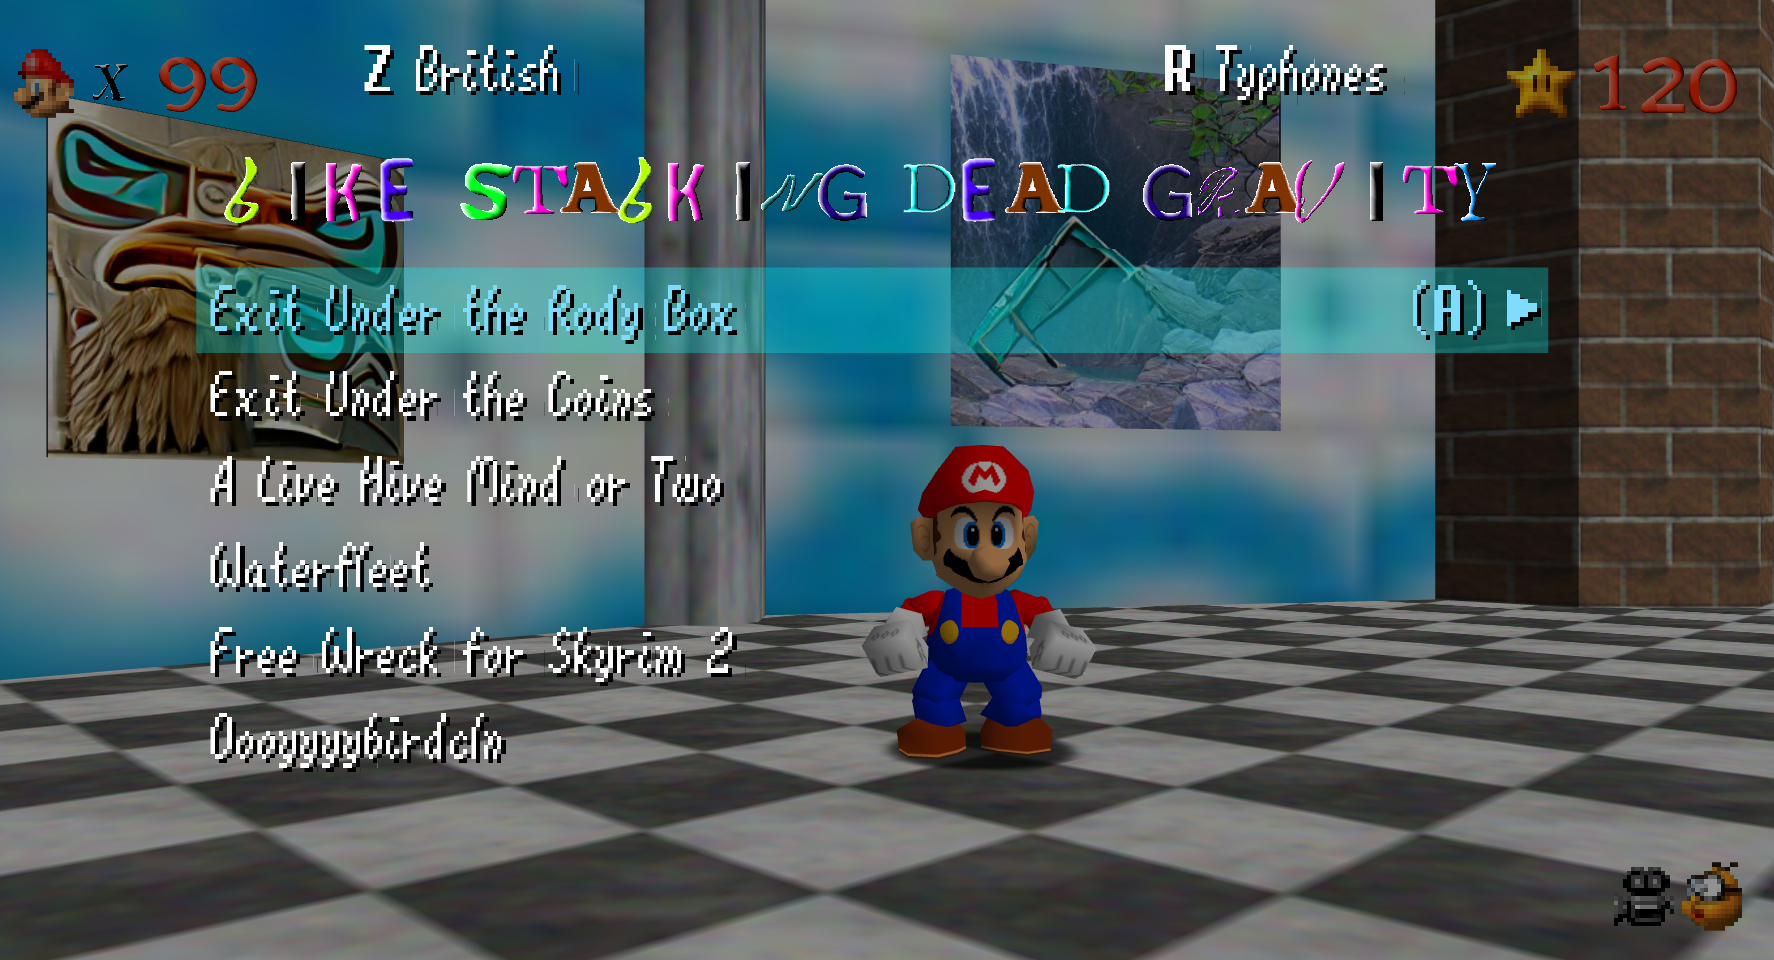 x 99
Z British
R Typhones
120
LIKE STALKING DEAD GRAVITY
Exit Under the Rody Box (A)
Exit Under the Coins
A Live Hive Mind or Two
Waterffeet
Free Wreck for Skyrim 2
Oooyyyybirdcln
M